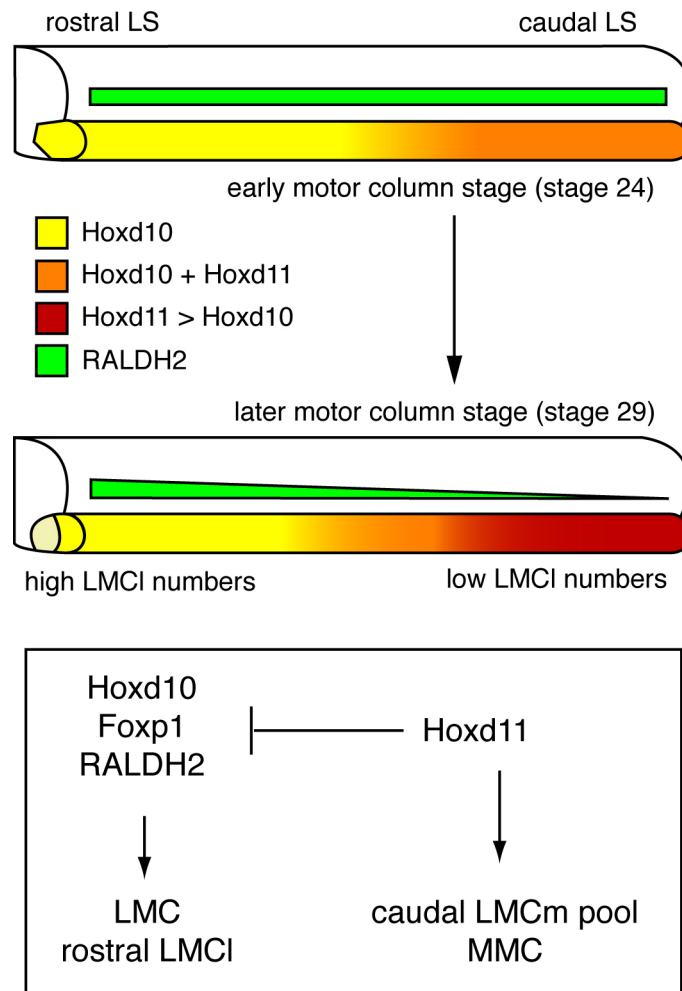 rostral LS
caudal LS
early motor column stage (stage 24)
Hoxd10
Hoxd10 + Hoxd11
Hoxd11 > Hoxd10
RALDH2
later motor column stage (stage 29)
high LMCl numbers
low LMCl numbers
Hoxd10
Foxp1
RALDH2
Hoxd11
LMC
rostral LMCl
caudal LMCm pool
MMC